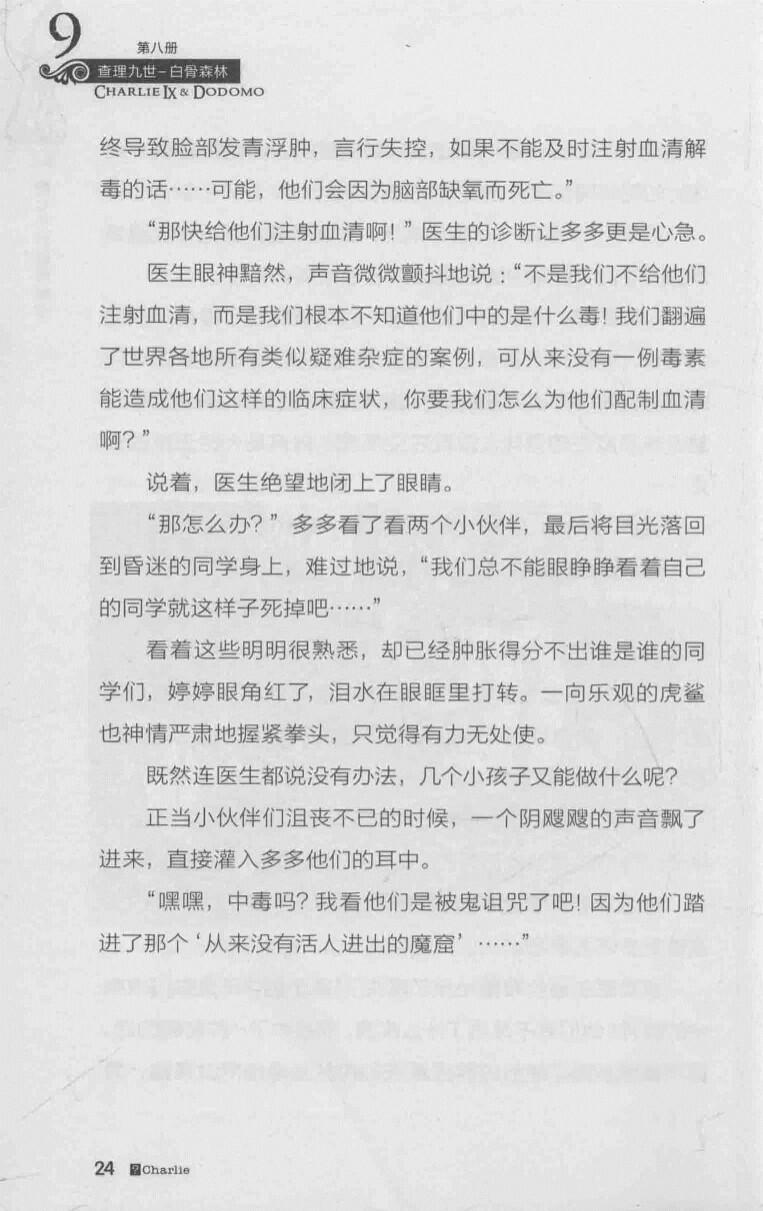 9
第八册
查理九世-白骨森林
CHARLIE IX & DODOMO
终导致脸部发青浮肿，言行失控，如果不能及时注射血清解
毒的话……可能，他们会因为脑部缺氧而死亡。”
“那快给他们注射血清啊！”医生的诊断让多多更是心急。
医生眼神黯然，声音微微颤抖地说：“不是我们不给他们
注射血清，而是我们根本不知道他们中的是什么毒！我们翻遍
了世界各地所有类似疑难杂症的案例，可从来没有一例毒素
能造成他们这样的临床症状，你要我们怎么为他们配制血清
啊？”
说着，医生绝望地闭上了眼睛。
“那怎么办？”多多看了看两个小伙伴，最后将目光落回
到昏迷的同学身上，难过地说，“我们总不能眼睁睁看着自己
的同学就这样子死掉吧……”
看着这些明明很熟悉，却已经肿胀得分不出谁是谁的同
学们，婷婷眼角红了，泪水在眼眶里打转。一向乐观的虎鲨
也神情严肃地握紧拳头，只觉得有力无处使。
既然连医生都说没有办法，几个小孩子又能做什么呢？
正当小伙伴们沮丧不已的时候，一个阴飕飕的声音飘了
进来，直接灌入多多他们的耳中。
“嘿嘿，中毒吗？我看他们是被鬼诅咒了吧！因为他们踏
进了那个‘从来没有活人进出的魔窟’……”
24 ?Charlie